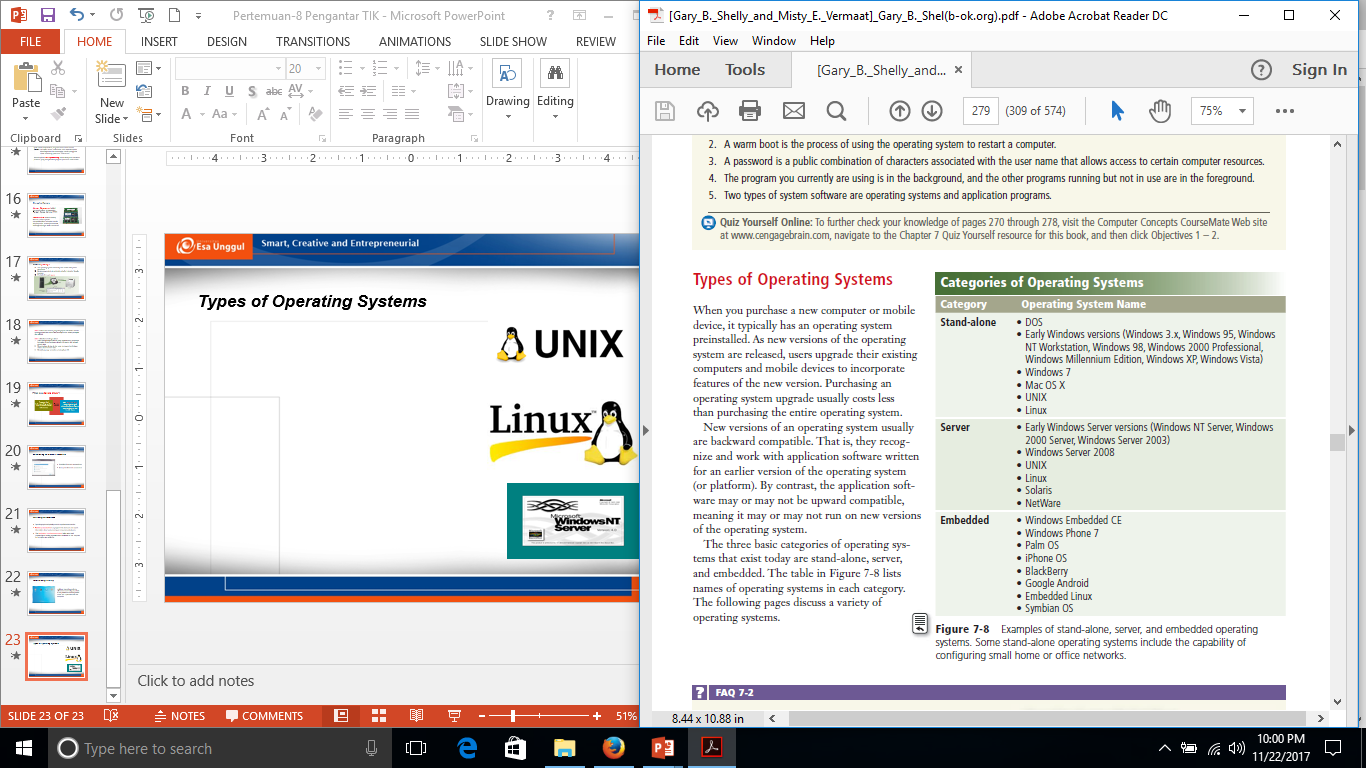 Pertemuan-8 Pengantar TIK - Microsoft PowerPoint
FILE HOME INSERT DESIGN TRANSITIONS ANIMATIONS SLIDE SHOW REVIEW
Paste
New
Slide
20
B I U S abc AV
A Aa A A
Drawing
Editing
Clipboard Slides Font Paragraph
4 3 2 1 0 1 2 3 4
3
2
1
0
1
2
3
16
17
18
19
20
21
22
23
Esa Unggul
Smart, Creative and Entrepreneurial
Types of Operating Systems
UNIX
Linux
Microsoft
Windows NT
Server
Click to add notes
SLIDE 23 OF 23 NOTES COMMENTS 51%
[Gary_B._Shelly_and_Misty_E._Vermaat]_Gary_B._Shel(b-ok.org).pdf - Adobe Acrobat Reader DC
File Edit View Window Help
Home Tools [Gary_B._Shelly_and... × Sign In
279 (309 of 574) 75%
2. A warm boot is the process of using the operating system to restart a computer.
3. A password is a public combination of characters associated with the user name that allows access to certain computer resources.
4. The program you currently are using is in the background, and the other programs running but not in use are in the foreground.
5. Two types of system software are operating systems and application programs.
Quiz Yourself Online: To further check your knowledge of pages 270 through 278, visit the Computer Concepts CourseMate Web site
at www.cengagebrain.com, navigate to the Chapter 7 Quiz Yourself resource for this book, and then click Objectives 1 – 2.
Types of Operating Systems
When you purchase a new computer or mobile
device, it typically has an operating system
preinstalled. As new versions of the operating
system are released, users upgrade their existing
computers and mobile devices to incorporate
features of the new version. Purchasing an
operating system upgrade usually costs less
than purchasing the entire operating system.
New versions of an operating system usually
are backward compatible. That is, they recog-
nize and work with application software written
for an earlier version of the operating system
(or platform). By contrast, the application soft-
ware may or may not be upward compatible,
meaning it may or may not run on new versions
of the operating system.
The three basic categories of operating sys-
tems that exist today are stand-alone, server,
and embedded. The table in Figure 7-8 lists
names of operating systems in each category.
The following pages discuss a variety of
operating systems.
Categories of Operating Systems
Category Operating System Name
Stand-alone • DOS
• Early Windows versions (Windows 3.x, Windows 95, Windows
NT Workstation, Windows 98, Windows 2000 Professional,
Windows Millennium Edition, Windows XP, Windows Vista)
• Windows 7
• Mac OS X
• UNIX
• Linux
Server • Early Windows Server versions (Windows NT Server, Windows
2000 Server, Windows Server 2003)
• Windows Server 2008
• UNIX
• Linux
• Solaris
• NetWare
Embedded • Windows Embedded CE
• Windows Phone 7
• Palm OS
• iPhone OS
• BlackBerry
• Google Android
• Embedded Linux
• Symbian OS
Figure 7-8 Examples of stand-alone, server, and embedded operating
systems. Some stand-alone operating systems include the capability of
configuring small home or office networks.
? FAQ 7-2
8.44 x 10.88 in
Type here to search
10:00 PM
11/22/2017